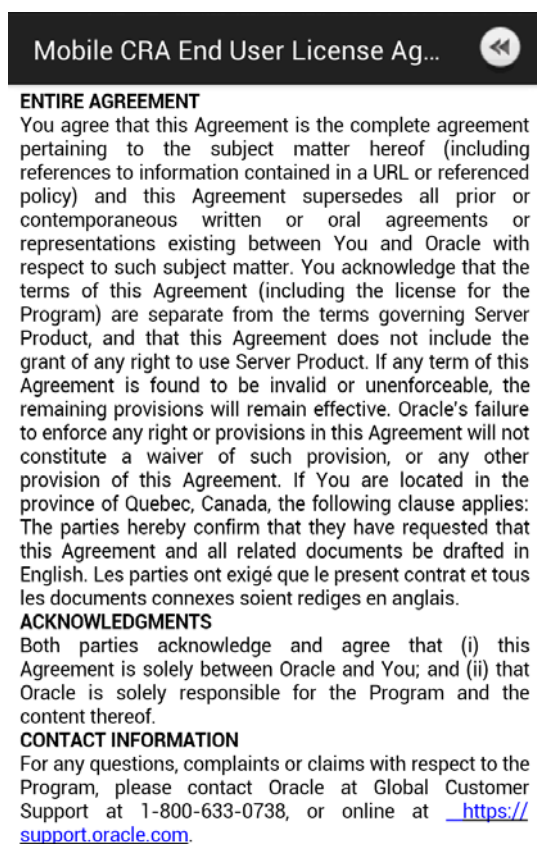 Mobile CRA End User License Ag...
ENTIRE AGREEMENT
You agree that this Agreement is the complete agreement
pertaining to the subject matter hereof (including
references to information contained in a URL or referenced
policy) and this Agreement supersedes all prior or
contemporaneous written or oral agreements or
representations existing between You and Oracle with
respect to such subject matter. You acknowledge that the
terms of this Agreement (including the license for the
Program) are separate from the terms governing Server
Product, and that this Agreement does not include the
grant of any right to use Server Product. If any term of this
Agreement is found to be invalid or unenforceable, the
remaining provisions will remain effective. Oracle's failure
to enforce any right or provisions in this Agreement will not
constitute a waiver of such provision, or any other
provision of this Agreement. If You are located in the
province of Quebec, Canada, the following clause applies:
The parties hereby confirm that they have requested that
this Agreement and all related documents be drafted in
English. Les parties ont exigé que le present contrat et tous
les documents connexes soient rediges en anglais.
ACKNOWLEDGMENTS
Both parties acknowledge and agree that (i) this
Agreement is solely between Oracle and You; and (ii) that
Oracle is solely responsible for the Program and the
content thereof.
CONTACT INFORMATION
For any questions, complaints or claims with respect to the
Program, please contact Oracle at Global Customer
Support at 1-800-633-0738, or online at https://
support.oracle.com.